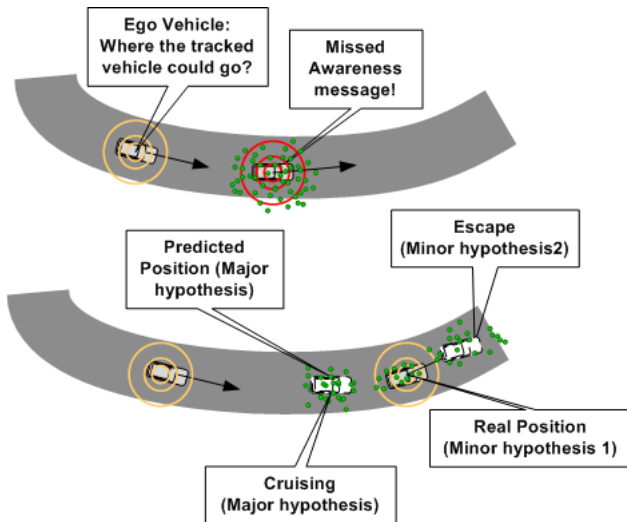 Ego Vehicle:
Where the tracked
vehicle could go?
Missed
Awareness
message!
Predicted
Position (Major
hypothesis)
Escape
(Minor hypothesis2)
Real Position
(Minor hypothesis 1)
Cruising
(Major hypothesis)